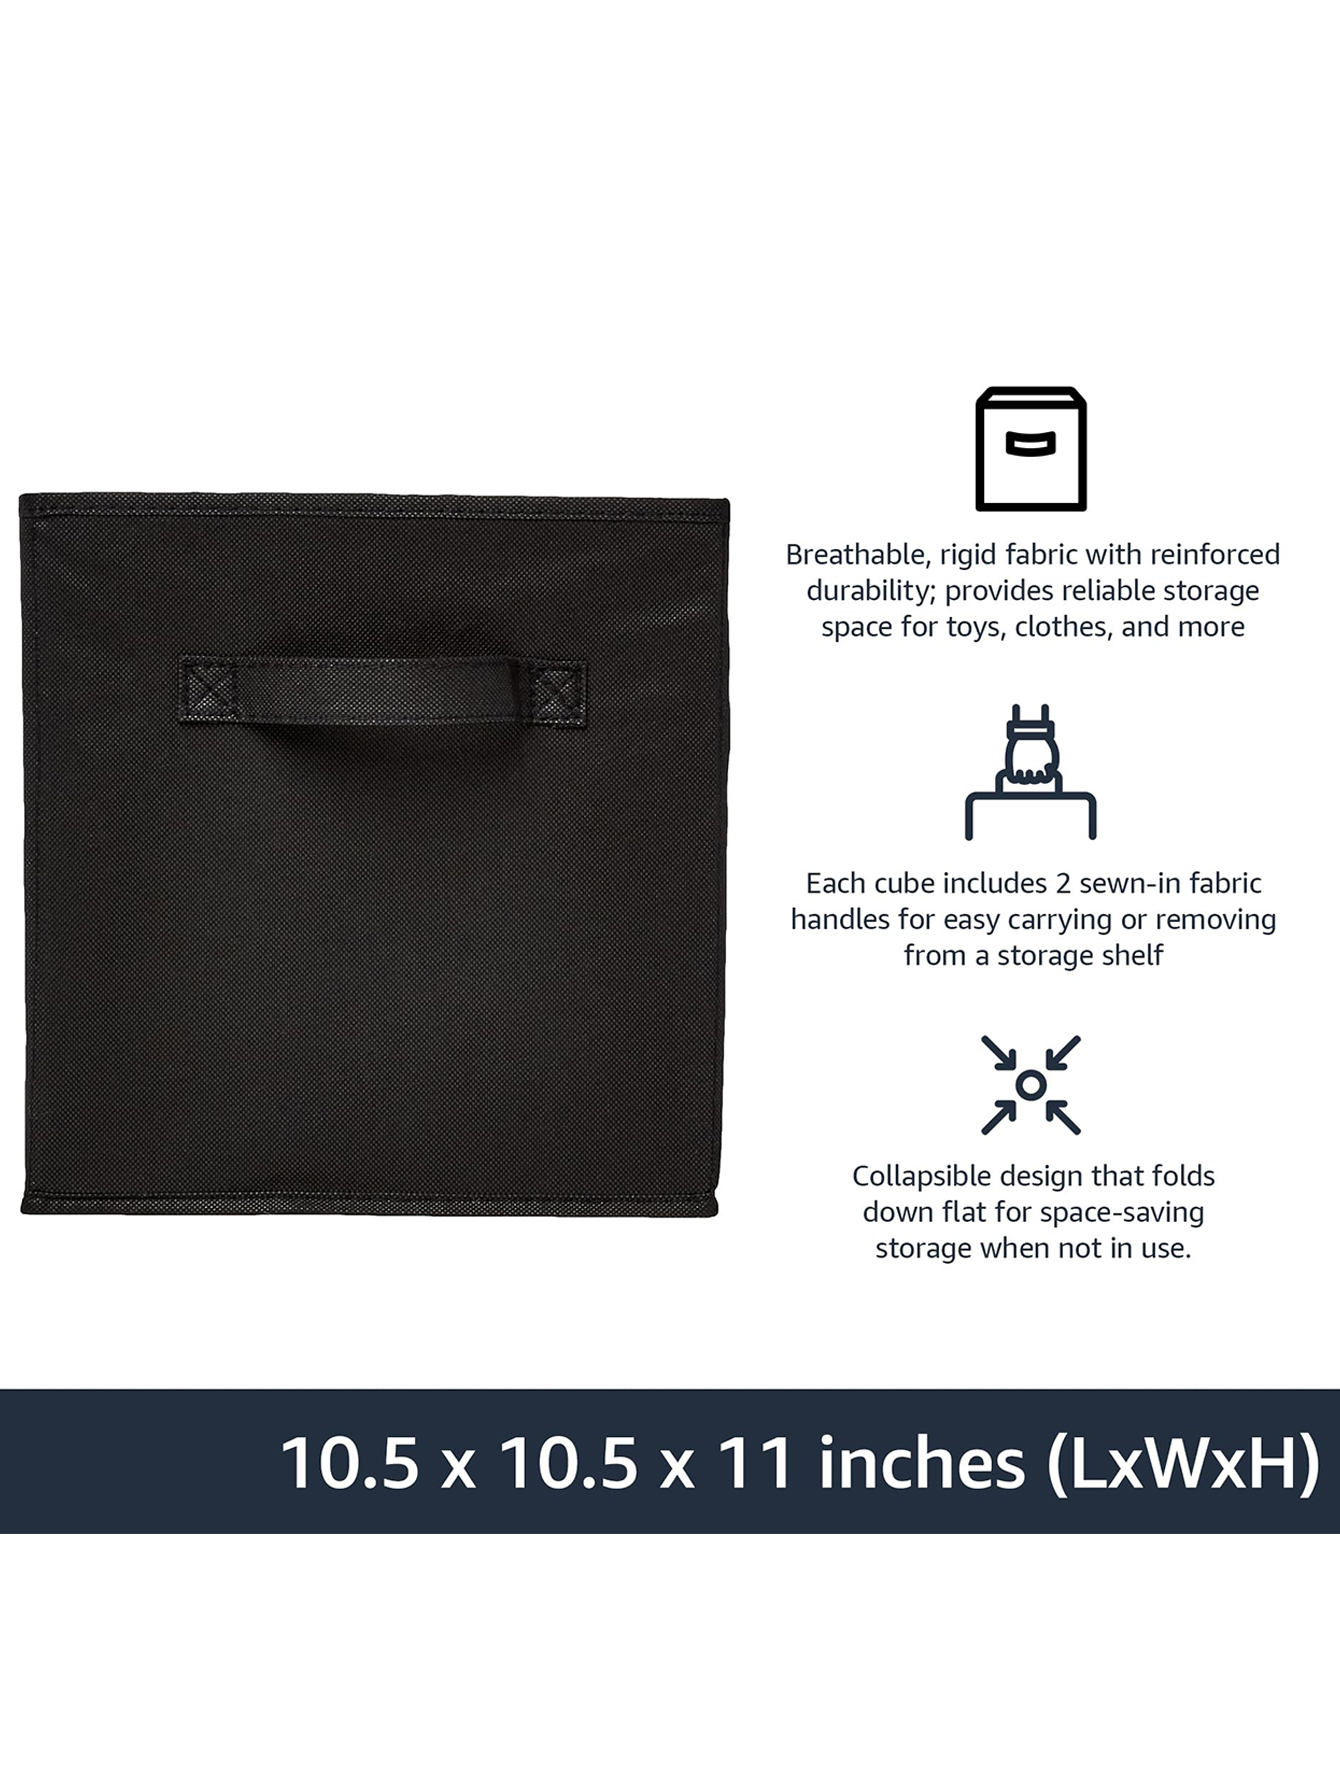 Breathable, rigid fabric with reinforced
durability; provides reliable storage
space for toys, clothes, and more
Each cube includes 2 sewn-in fabric
handles for easy carrying or removing
from a storage shelf
Collapsible design that folds
down flat for space-saving
storage when not in use.
10.5 x 10.5 x 11 inches (LxWxH)